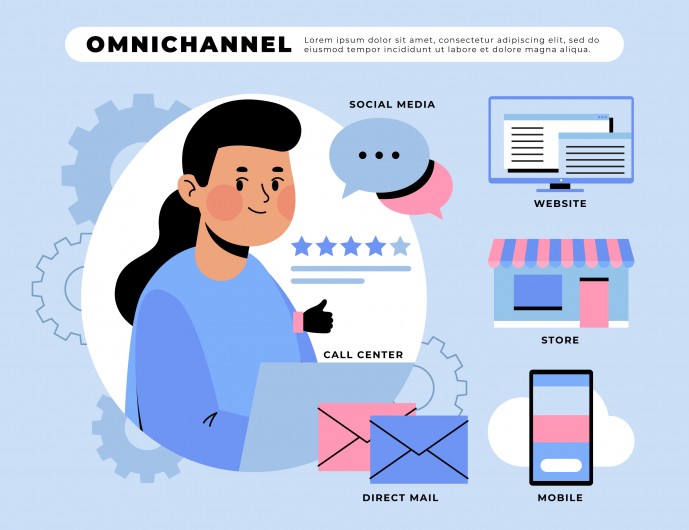 OMNICHANNEL
Lorem ipsum dolor sit amet, consectetur adipiscing elit, sed do
eiusmod tempor incididunt ut labore et dolore magna aliqua.
SOCIAL MEDIA
WEBSITE
STORE
CALL CENTER
DIRECT MAIL
MOBILE